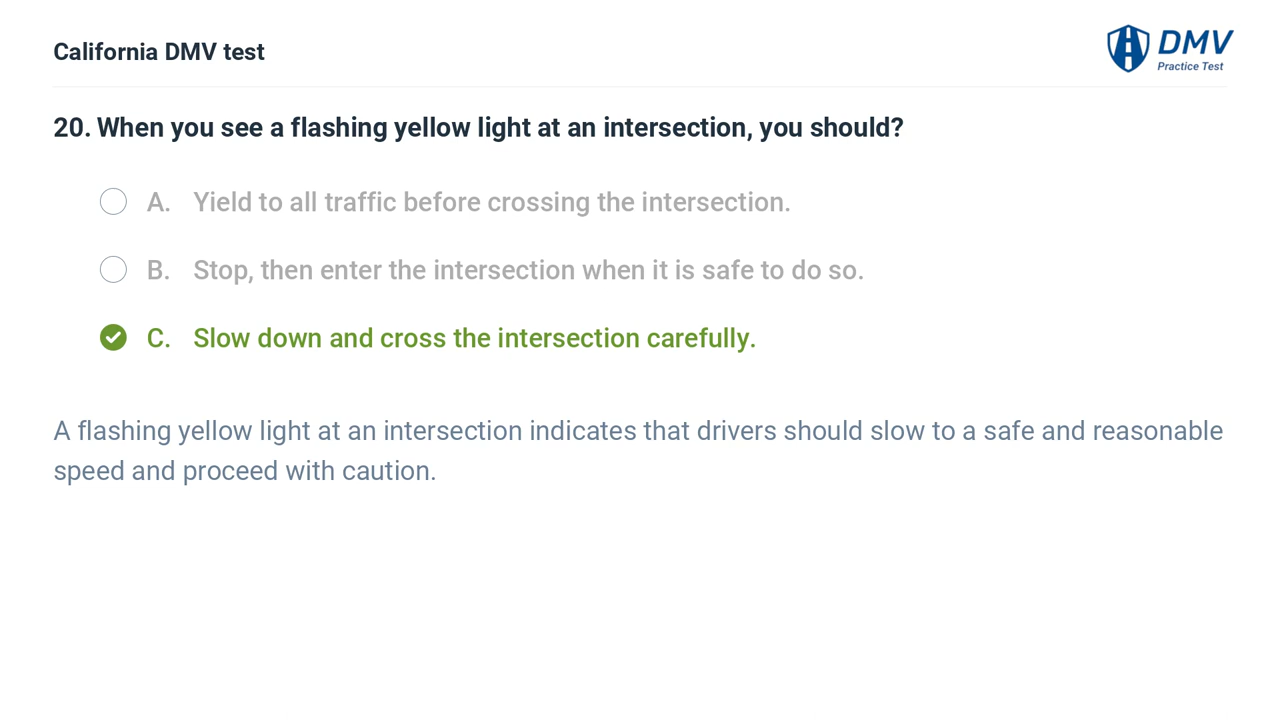 California DMV test
DMV
Practice Test
20. When you see a flashing yellow light at an intersection, you should?
A. Yield to all traffic before crossing the intersection.
B. Stop, then enter the intersection when it is safe to do so.
C. Slow down and cross the intersection carefully.
A flashing yellow light at an intersection indicates that drivers should slow to a safe and reasonable
speed and proceed with caution.